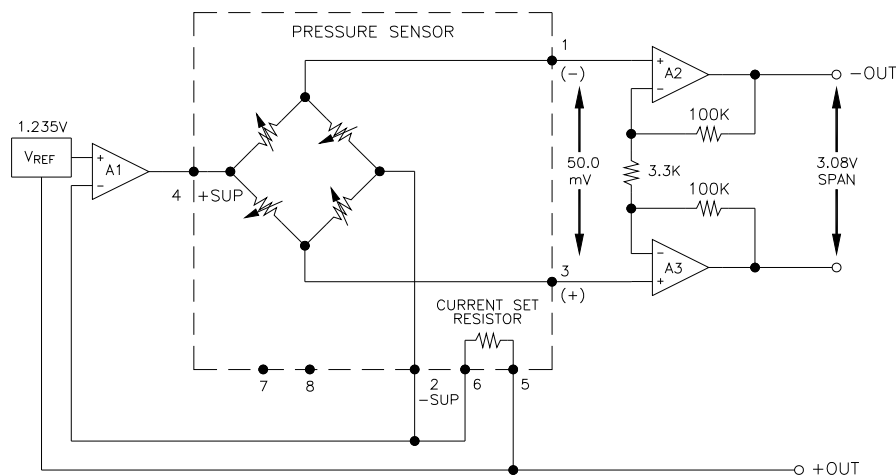 PRESSURE SENSOR
1
(-)
+
A2
-
-OUT
100K
1.235V
VREF
+
A1
-
4
+SUP
50.0
mV
3.3K
3.08V
SPAN
100K
-
A3
+
3
(+)
CURRENT SET
RESISTOR
7
8
2
-SUP
6
5
+OUT